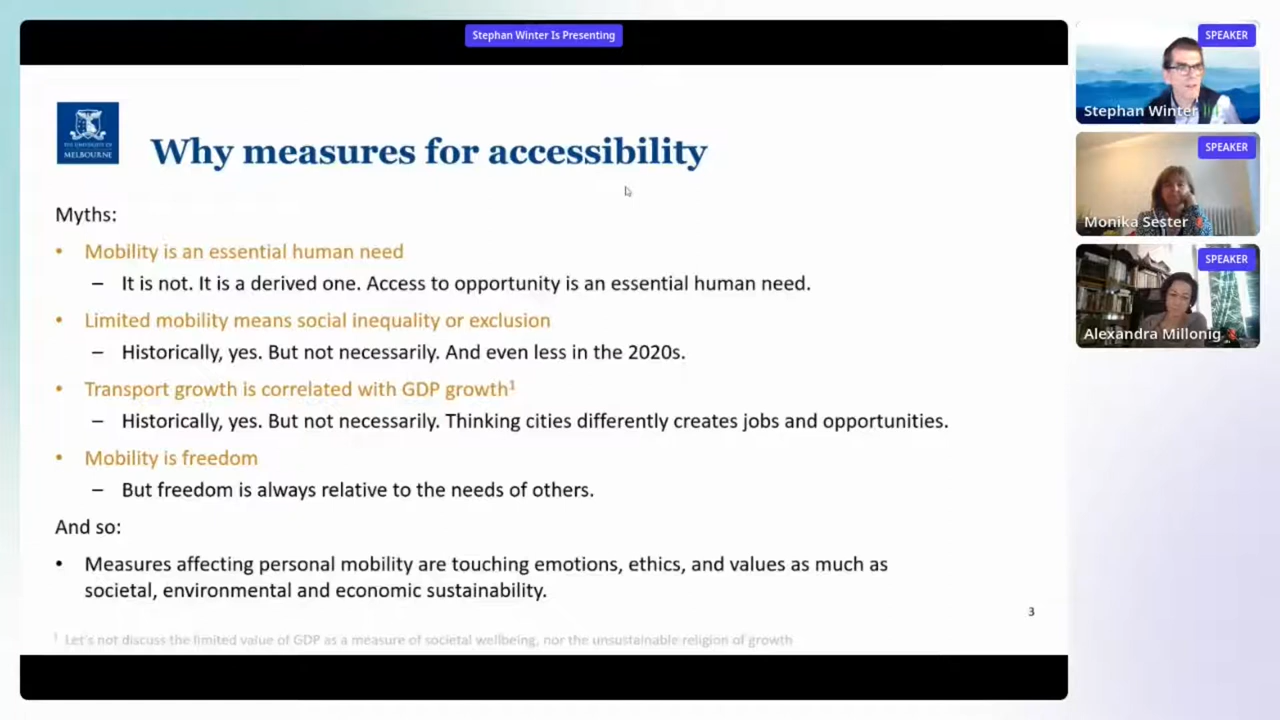 Stephan Winter Is Presenting
THE UNIVERSITY OF
MELBOURNE
Why measures for accessibility
Myths:
• Mobility is an essential human need
– It is not. It is a derived one. Access to opportunity is an essential human need.
• Limited mobility means social inequality or exclusion
– Historically, yes. But not necessarily. And even less in the 2020s.
• Transport growth is correlated with GDP growth¹
– Historically, yes. But not necessarily. Thinking cities differently creates jobs and opportunities.
• Mobility is freedom
– But freedom is always relative to the needs of others.
And so:
• Measures affecting personal mobility are touching emotions, ethics, and values as much as
societal, environmental and economic sustainability.
3
¹ Let's not discuss the limited value of GDP as a measure of societal wellbeing, nor the unsustainable religion of growth
SPEAKER
Stephan Winter
SPEAKER
Monika Sester
SPEAKER
Alexandra Millonig